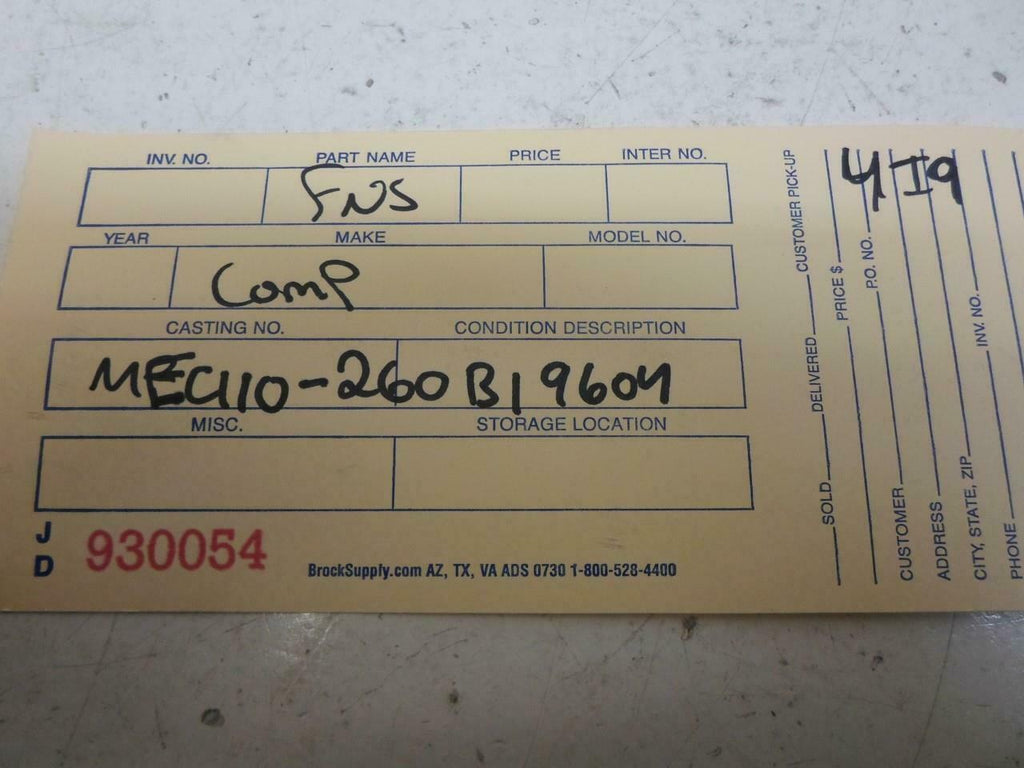 INV. NO. PART NAME PRICE INTER NO.
FNS
YEAR MAKE MODEL NO.
Comp
CASTING NO. CONDITION DESCRIPTION
MEC110-260 B19604
MISC. STORAGE LOCATION
J
D
930054
BrockSupply.com AZ, TX, VA ADS 0730 1-800-528-4400
SOLD DELIVERED CUSTOMER PICK-UP
PRICE $
P.O. NO.
CUSTOMER
ADDRESS
CITY, STATE, ZIP INV. NO.
PHONE
4I9